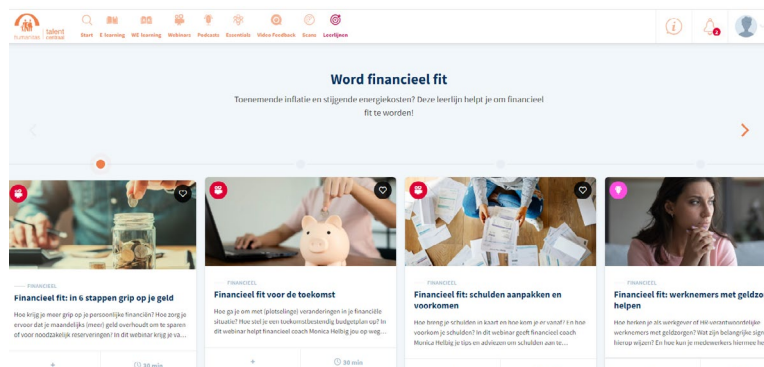 humanitas
talent
centraal
Start E learning WE learning Webinars Podcasts Essentials Video Feedback Scans Leerlijnen
2
Word financieel fit
Toenemende inflatie en stijgende energiekosten? Deze leerlijn helpt je om financieel
fit te worden!
FINANCIEEL
Financieel fit: in 6 stappen grip op je geld
Hoe krijg je meer grip op je persoonlijke financiën? Hoe zorg je
ervoor dat je maandelijks (meer) geld overhoudt om te sparen
of voor noodzakelijk reserveringen? In dit webinar krijg je va...
+ 30 min
FINANCIEEL
Financieel fit voor de toekomst
Hoe ga je om met (plotselinge) veranderingen in je financiële
situatie? Hoe stel je een toekomstbestendig budgetplan op? In
dit webinar helpt financieel coach Monica Helbig jou op weg...
+ 30 min
FINANCIEEL
Financieel fit: schulden aanpakken en
voorkomen
Hoe breng je schulden in kaart en hoe kom je er vanaf? En hoe
voorkom je schulden? In dit webinar geeft financieel coach
Monica Helbig je tips en adviezen om schulden aan te...
FINANCIEEL
Financieel fit: werknemers met geldzo
helpen
Hoe herken je als werkgever of HR-verantwoordelijke
werknemers met geldzorgen? Wat zijn belangrijke sign
hierop wijzen? En hoe kun je medewerkers hiermee he